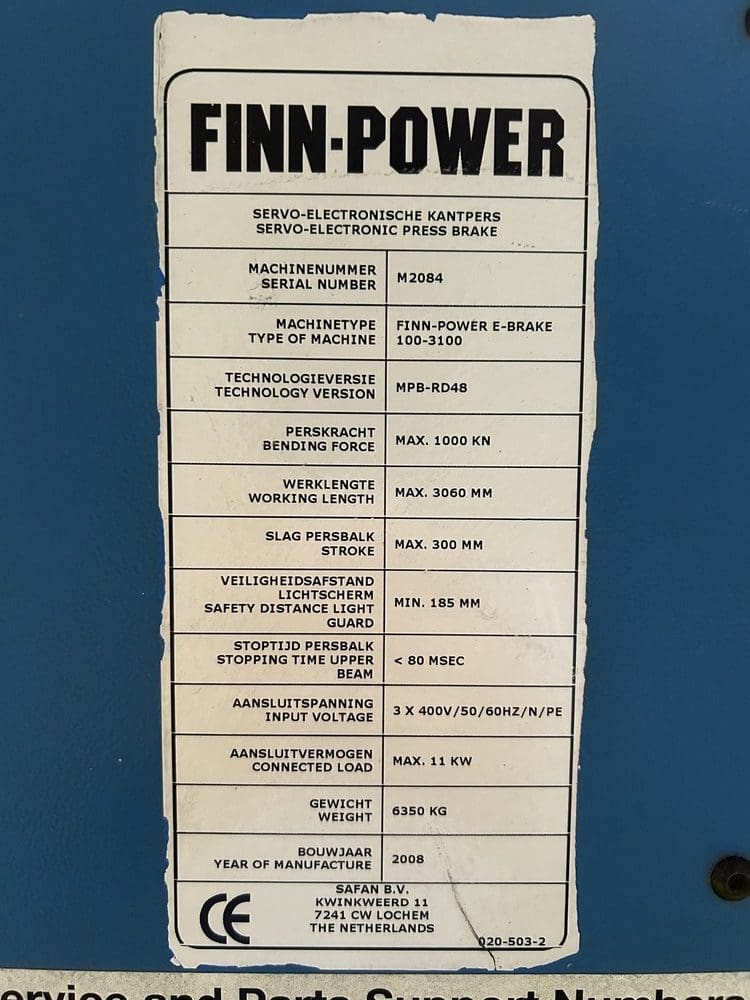 FINN-POWER
SERVO-ELECTRONISCHE KANTPERS
SERVO-ELECTRONIC PRESS BRAKE
MACHINENUMMER
SERIAL NUMBER
M2084
MACHINETYPE
TYPE OF MACHINE
FINN-POWER E-BRAKE
100-3100
TECHNOLOGIEVERSIE
TECHNOLOGY VERSION
MPB-RD48
PERSKRACHT
BENDING FORCE
MAX. 1000 KN
WERKLENGTE
WORKING LENGTH
MAX. 3060 MM
SLAG PERSBALK
STROKE
MAX. 300 MM
VEILIGHEIDSAFSTAND
LICHTSCHERM
SAFETY DISTANCE LIGHT
GUARD
MIN. 185 MM
STOPTIJD PERSBALK
STOPPING TIME UPPER
BEAM
< 80 MSEC
AANSLUITSPANNING
INPUT VOLTAGE
3 X 400V/50/60HZ/N/PE
AANSLUITVERMOGEN
CONNECTED LOAD
MAX. 11 KW
GEWICHT
WEIGHT
6350 KG
BOUWJAAR
YEAR OF MANUFACTURE
2008
CE
SAFAN B.V.
KWINKWEERD 11
7241 CW LOCHEM
THE NETHERLANDS
020-503-2
ervice and Parts Support Numbers